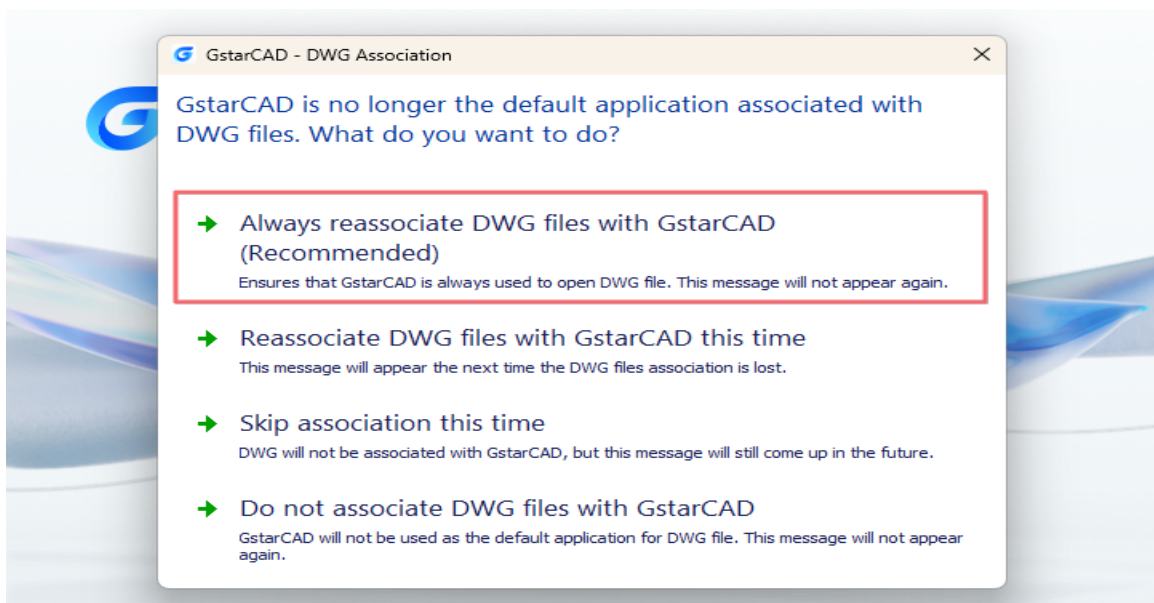 GstarCAD - DWG Association
GstarCAD is no longer the default application associated with
DWG files. What do you want to do?
Always reassociate DWG files with GstarCAD
(Recommended)
Ensures that GstarCAD is always used to open DWG file. This message will not appear again.
Reassociate DWG files with GstarCAD this time
This message will appear the next time the DWG files association is lost.
Skip association this time
DWG will not be associated with GstarCAD, but this message will still come up in the future.
Do not associate DWG files with GstarCAD
GstarCAD will not be used as the default application for DWG file. This message will not appear
again.